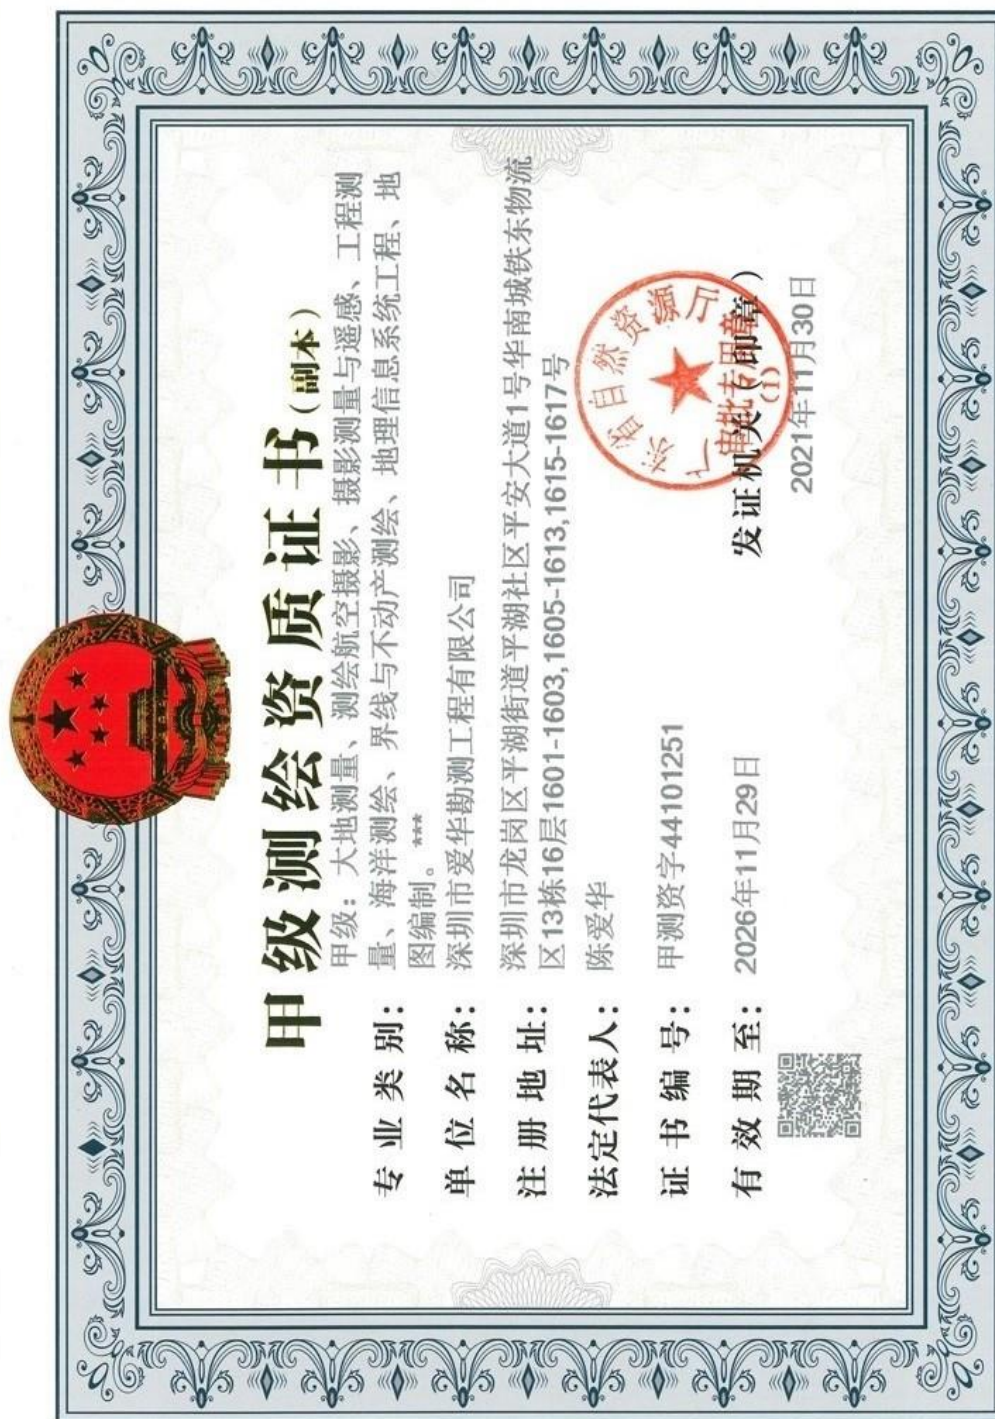 甲级测绘资质证书(副本)
专业类别：甲级：大地测量、测绘航空摄影、摄影测量与遥感、工程测
量、海洋测绘、界线与不动产测绘、地理信息系统工程、地
图编制。***
单位名称：深圳市爱华勘测工程有限公司
注册地址：深圳市龙岗区平湖街道平湖社区平安大道1号华南城铁东物流
区13栋16层1601-1603,1605-1613,1615-1617号
法定代表人：陈爱华
证书编号：甲测资字44101251
有效期至：2026年11月29日
发证机关(印章)
2021年11月30日
广东省自然资源厅
审批专用章
(1)